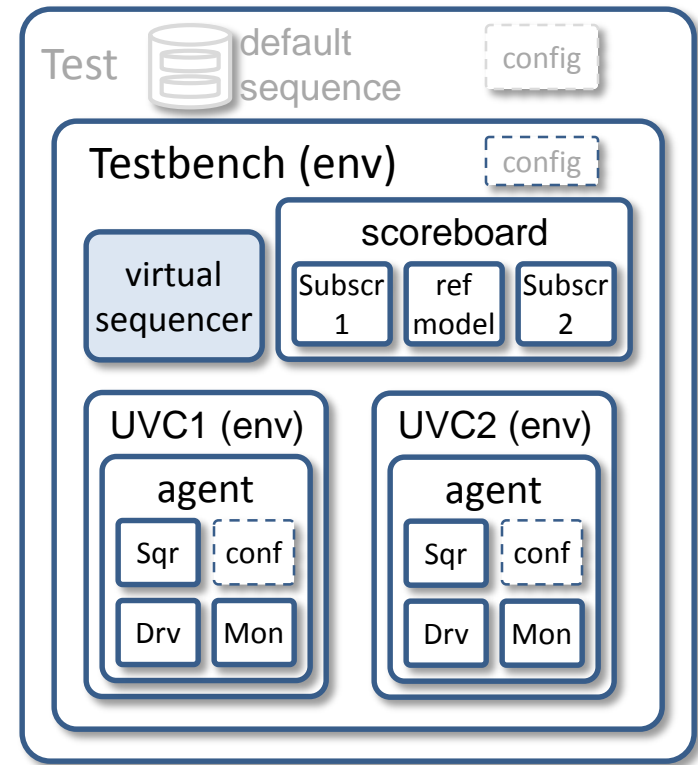 Test
default
sequence
config
Testbench (env)
config
virtual
sequencer
scoreboard
Subscr
1
ref
model
Subscr
2
UVC1 (env)
agent
Sqr
conf
Drv
Mon
UVC2 (env)
agent
Sqr
conf
Drv
Mon